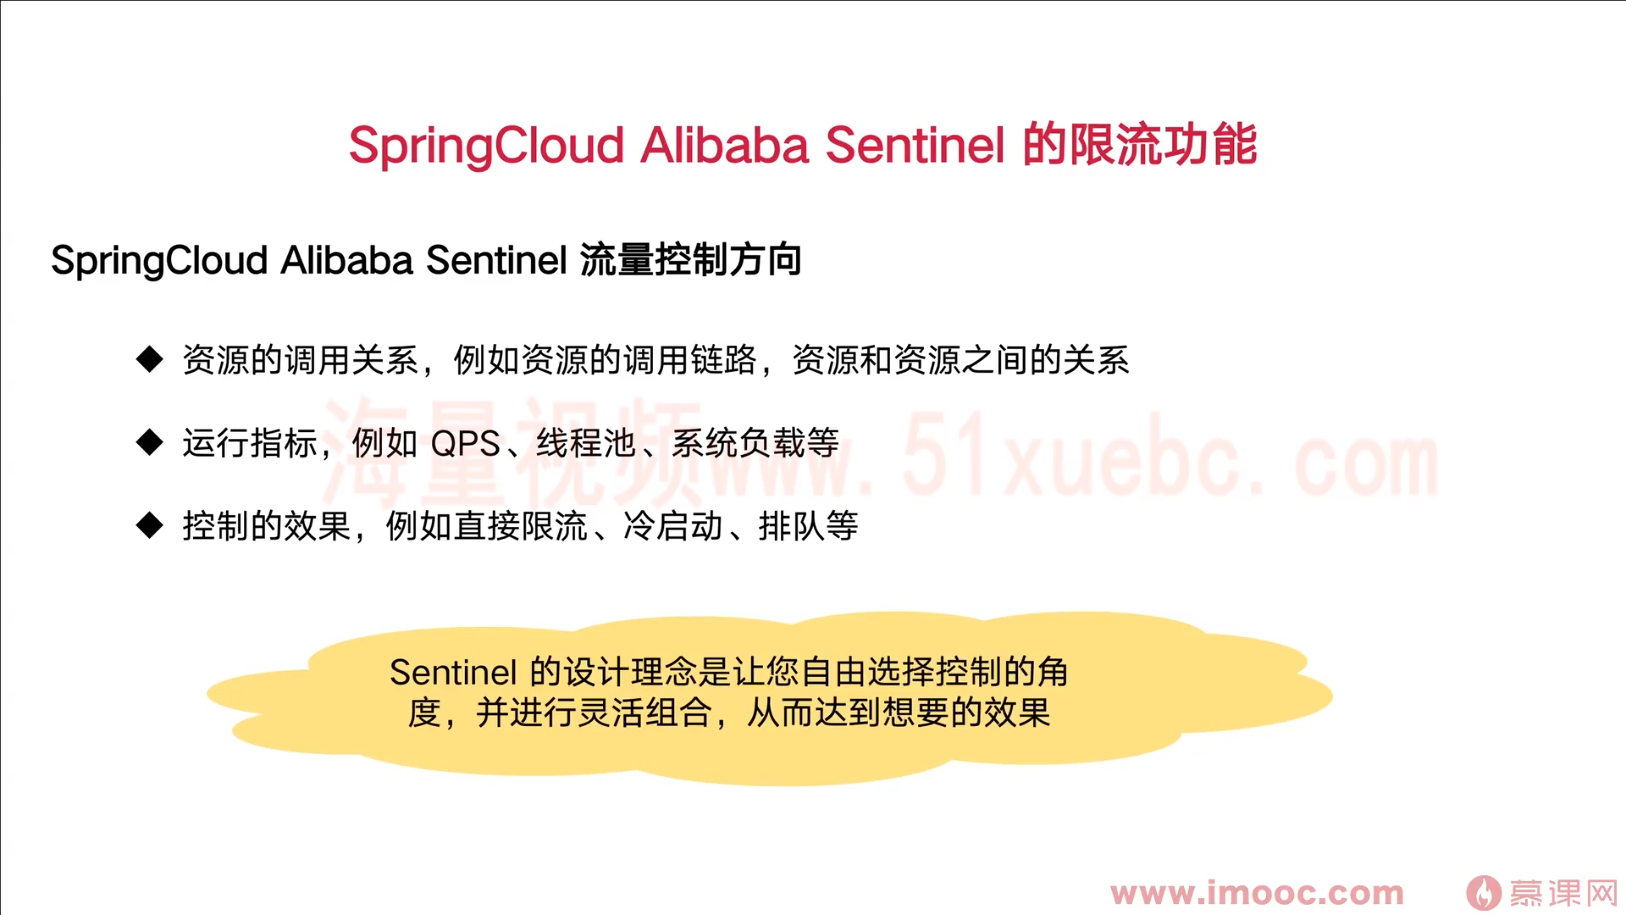 SpringCloud Alibaba Sentinel 的限流功能
SpringCloud Alibaba Sentinel 流量控制方向
◆ 资源的调用关系，例如资源的调用链路，资源和资源之间的关系
◆ 运行指标，例如 QPS、线程池、系统负载等
海量视频www.51xuebc.com
◆ 控制的效果，例如直接限流、冷启动、排队等
Sentinel 的设计理念是让您自由选择控制的角
度，并进行灵活组合，从而达到想要的效果
www.imooc.com 慕课网